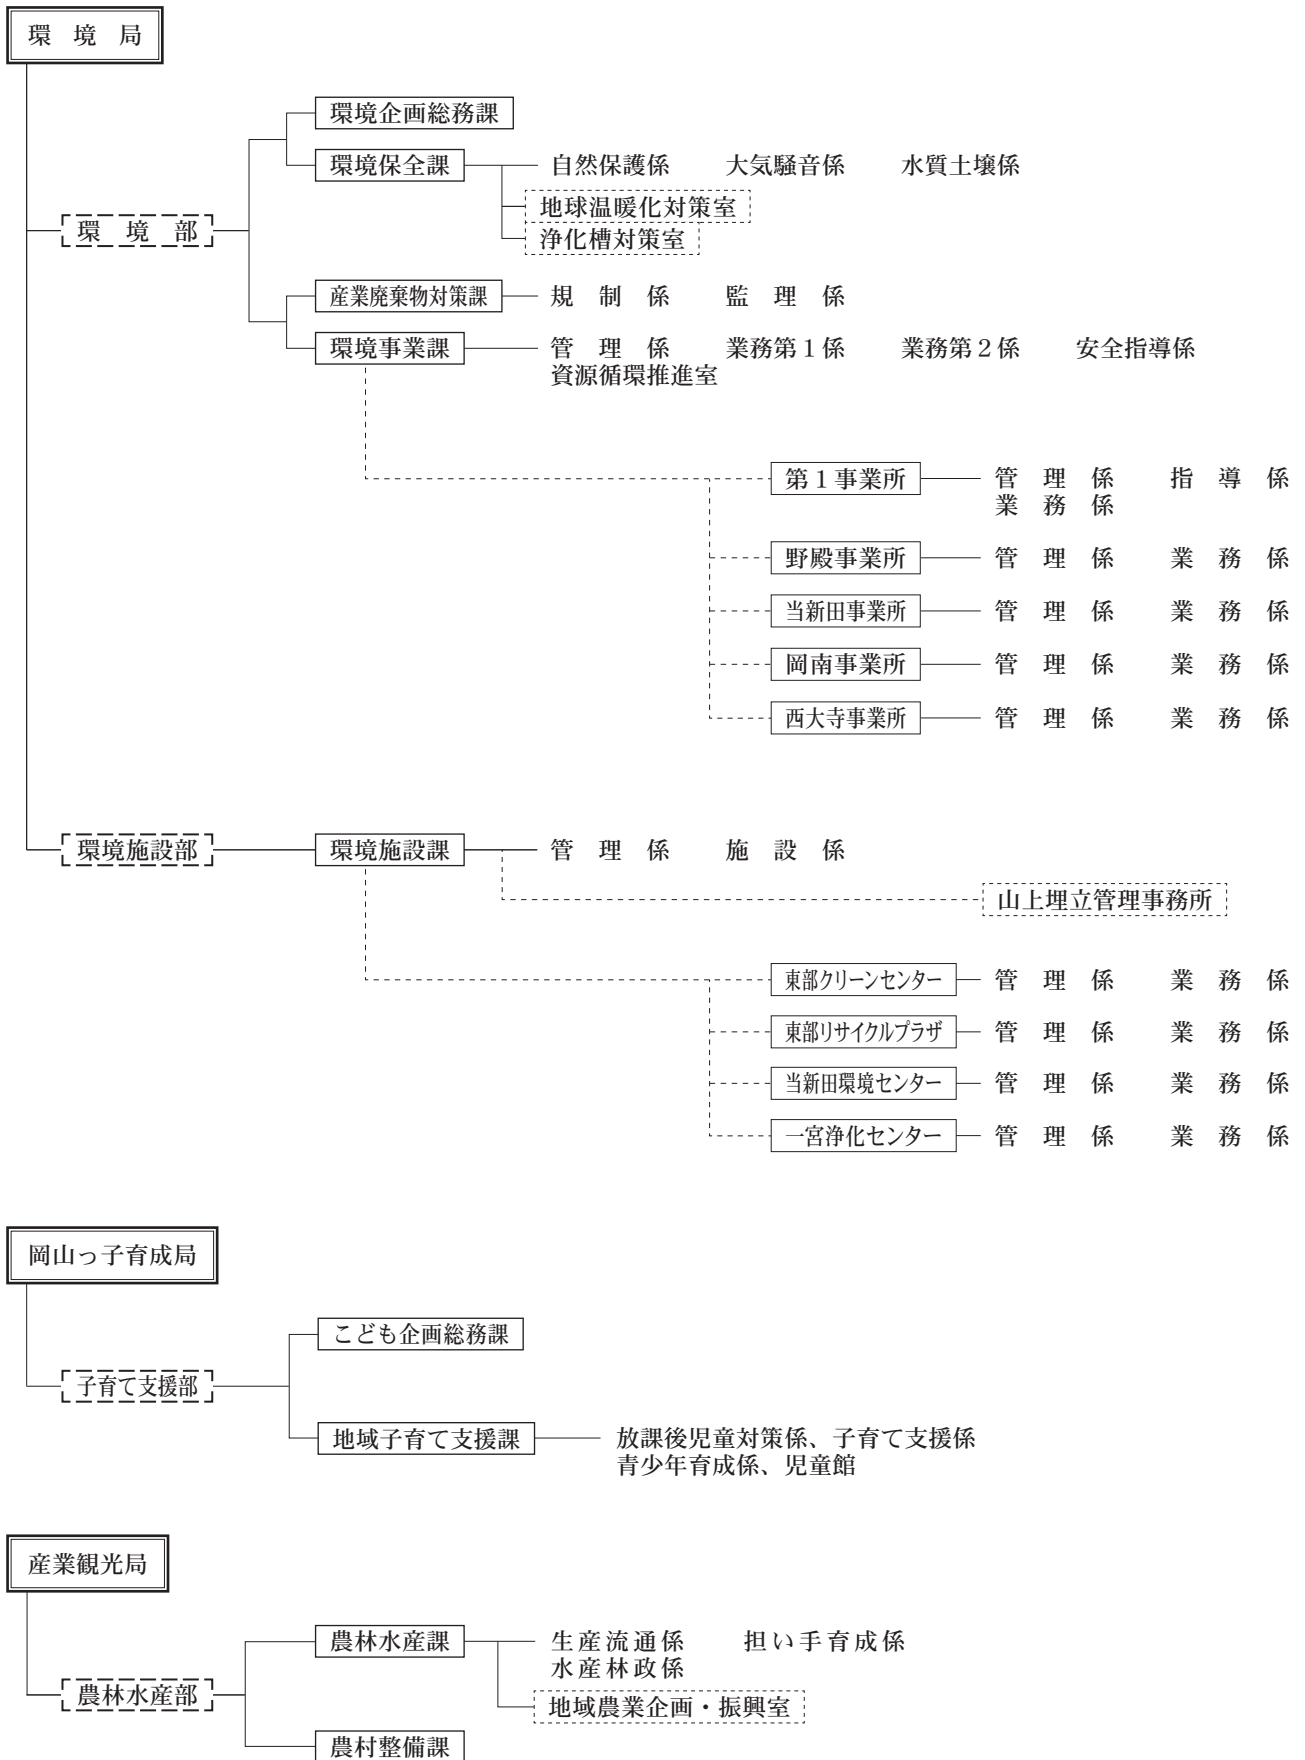 環　境　局
環境企画総務課
環境保全課　自然保護係　大気騒音係　水質土壌係
地球温暖化対策室
環　境　部
浄化槽対策室
産業廃棄物対策課　規　制　係　監　理　係
環境事業課　管　理　係　業務第１係　業務第２係　安全指導係
資源循環推進室
第１事業所　管　理　係　指　導　係
業　務　係
野殿事業所　管　理　係　業　務　係
当新田事業所　管　理　係　業　務　係
岡南事業所　管　理　係　業　務　係
西大寺事業所　管　理　係　業　務　係
環境施設部　環境施設課　管　理　係　施　設　係
山上埋立管理事務所
東部クリーンセンター　管　理　係　業　務　係
東部リサイクルプラザ　管　理　係　業　務　係
当新田環境センター　管　理　係　業　務　係
一宮浄化センター　管　理　係　業　務　係
岡山っ子育成局
こども企画総務課
子育て支援部
地域子育て支援課　放課後児童対策係、子育て支援係
青少年育成係、児童館
産業観光局
農林水産課　生産流通係　担い手育成係
水産林政係
農林水産部
地域農業企画・振興室
農村整備課